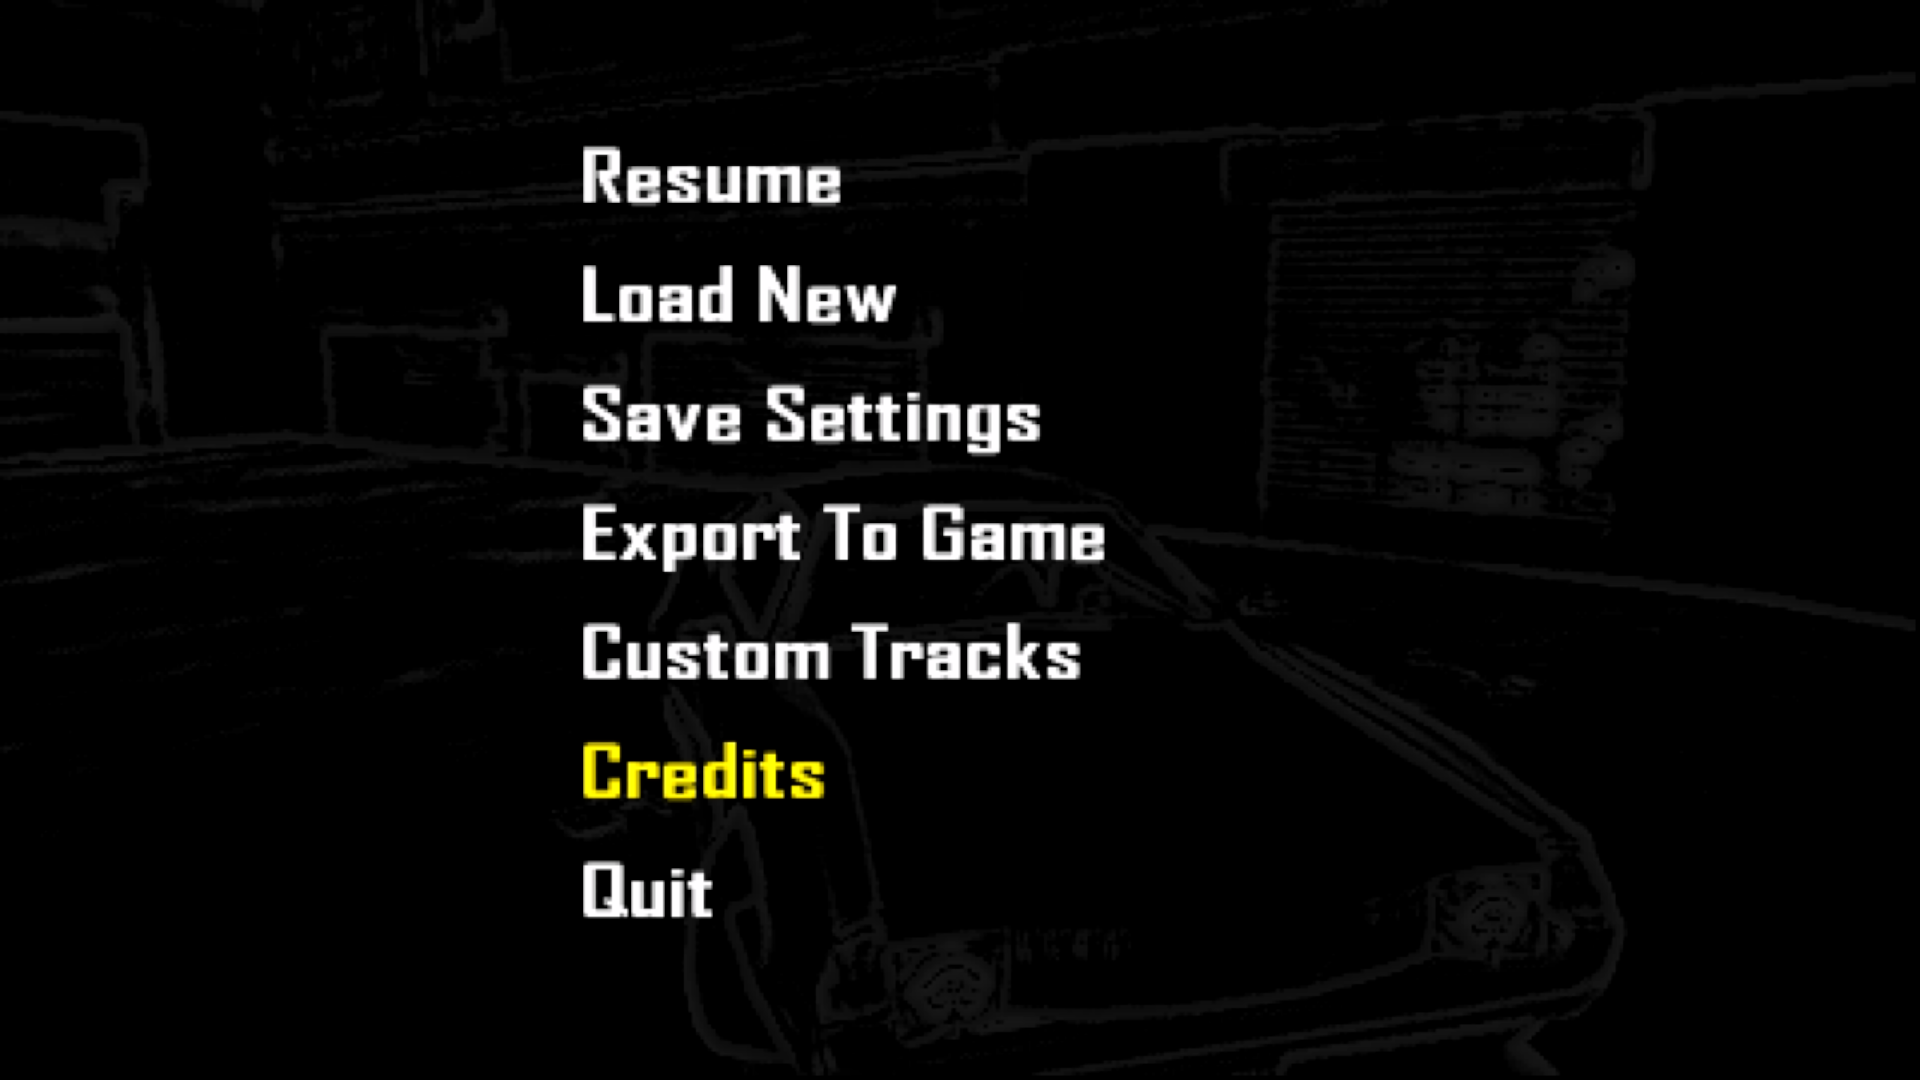 Resume
Load New
Save Settings
Export To Game
Custom Tracks
Credits
Quit